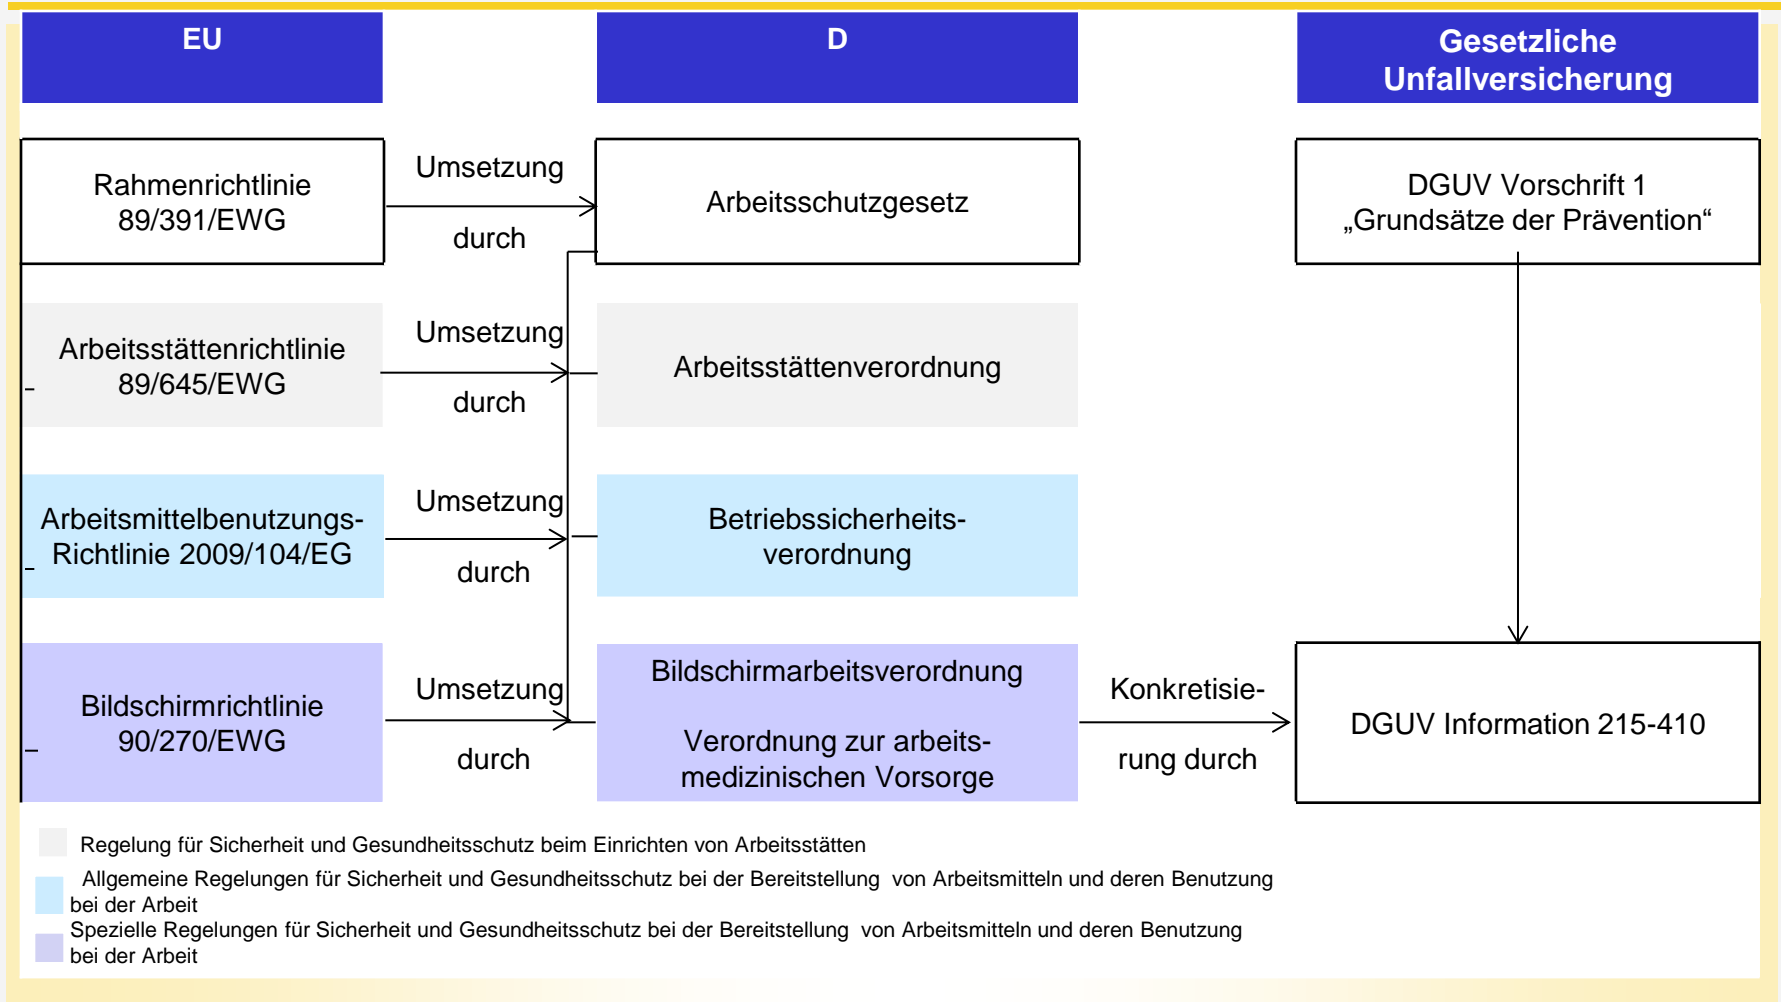 EU
D
Gesetzliche
Unfallversicherung
Rahmenrichtlinie
89/391/EWG
Umsetzung
durch
Arbeitsschutzgesetz
DGUV Vorschrift 1
„Grundsätze der Prävention“
Arbeitsstättenrichtlinie
89/645/EWG
Umsetzung
durch
Arbeitsstättenverordnung
Arbeitsmittelbenutzungs-
Richtlinie 2009/104/EG
Umsetzung
durch
Betriebssicherheits-
verordnung
Bildschirmrichtlinie
90/270/EWG
Umsetzung
durch
Bildschirmarbeitsverordnung
Verordnung zur arbeits-
medizinischen Vorsorge
Konkretisie-
rung durch
DGUV Information 215-410
Regelung für Sicherheit und Gesundheitsschutz beim Einrichten von Arbeitsstätten
Allgemeine Regelungen für Sicherheit und Gesundheitsschutz bei der Bereitstellung von Arbeitsmitteln und deren Benutzung
bei der Arbeit
Spezielle Regelungen für Sicherheit und Gesundheitsschutz bei der Bereitstellung von Arbeitsmitteln und deren Benutzung
bei der Arbeit